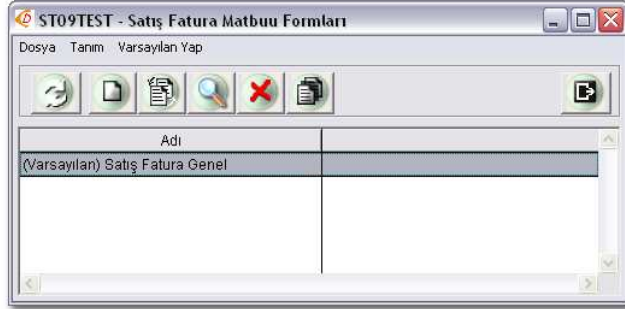 ST09TEST - Satış Fatura Matbuu Formları
Dosya Tanım Varsayılan Yap
Adı
(Varsayılan) Satış Fatura Genel